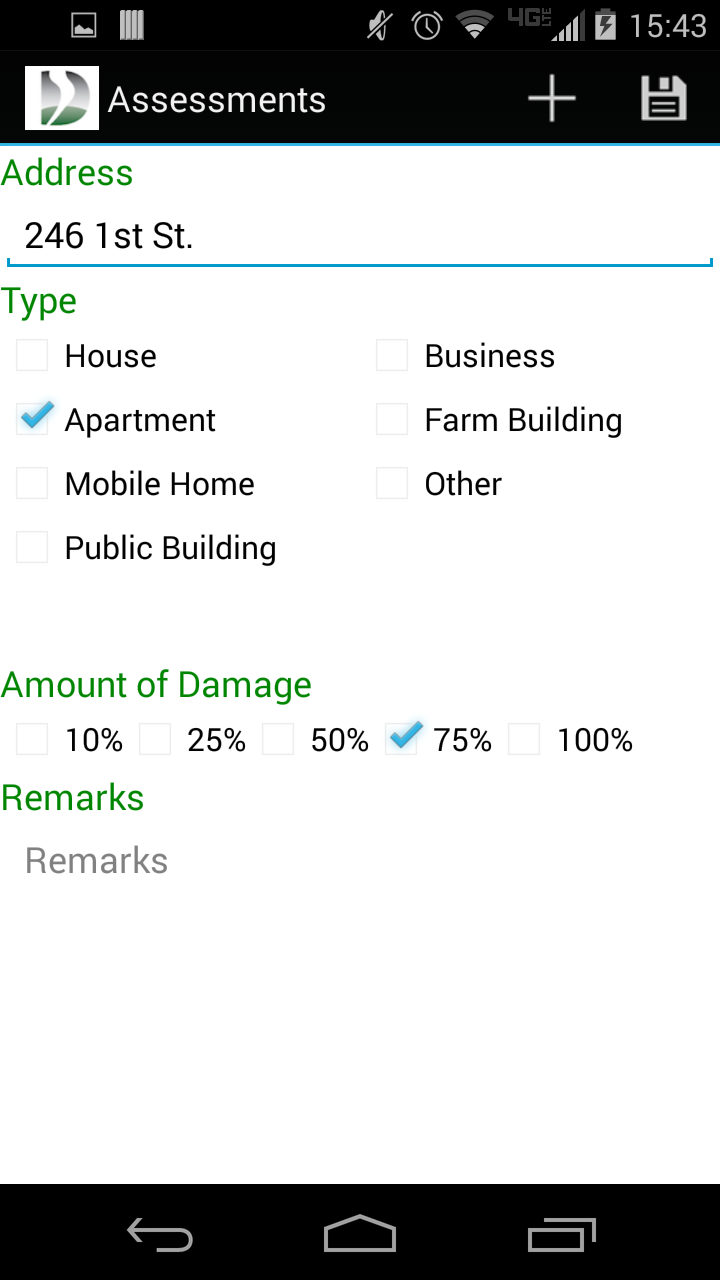 4G LTE 15:43
Assessments
Address
246 1st St.
Type
House Business
Apartment Farm Building
Mobile Home Other
Public Building
Amount of Damage
10% 25% 50% 75% 100%
Remarks
Remarks